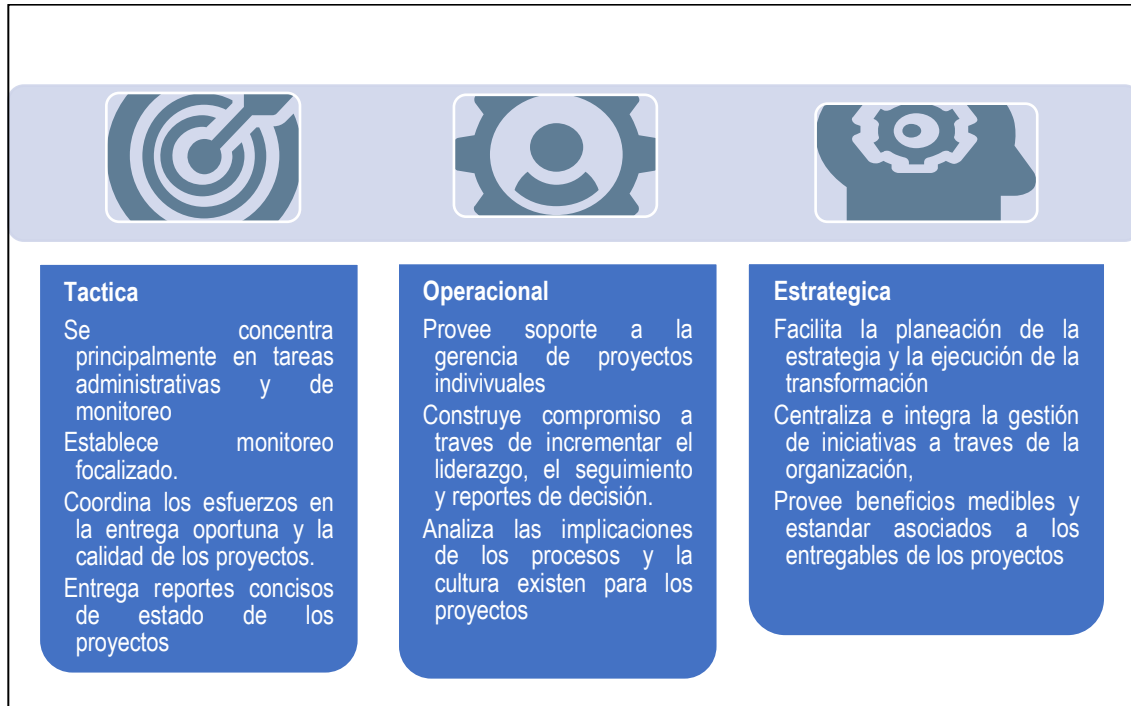 Tactica
Se concentra
principalmente en tareas
administrativas y de
monitoreo
Establece monitoreo
focalizado.
Coordina los esfuerzos en
la entrega oportuna y la
calidad de los proyectos.
Entrega reportes concisos
de estado de los
proyectos
Operacional
Provee soporte a la
gerencia de proyectos
indivivuales
Construye compromiso a
traves de incrementar el
liderazgo, el seguimiento
y reportes de decisión.
Analiza las implicaciones
de los procesos y la
cultura existen para los
proyectos
Estrategica
Facilita la planeación de la
estrategia y la ejecución de la
transformación
Centraliza e integra la gestión
de iniciativas a traves de la
organización,
Provee beneficios medibles y
estandar asociados a los
entregables de los proyectos